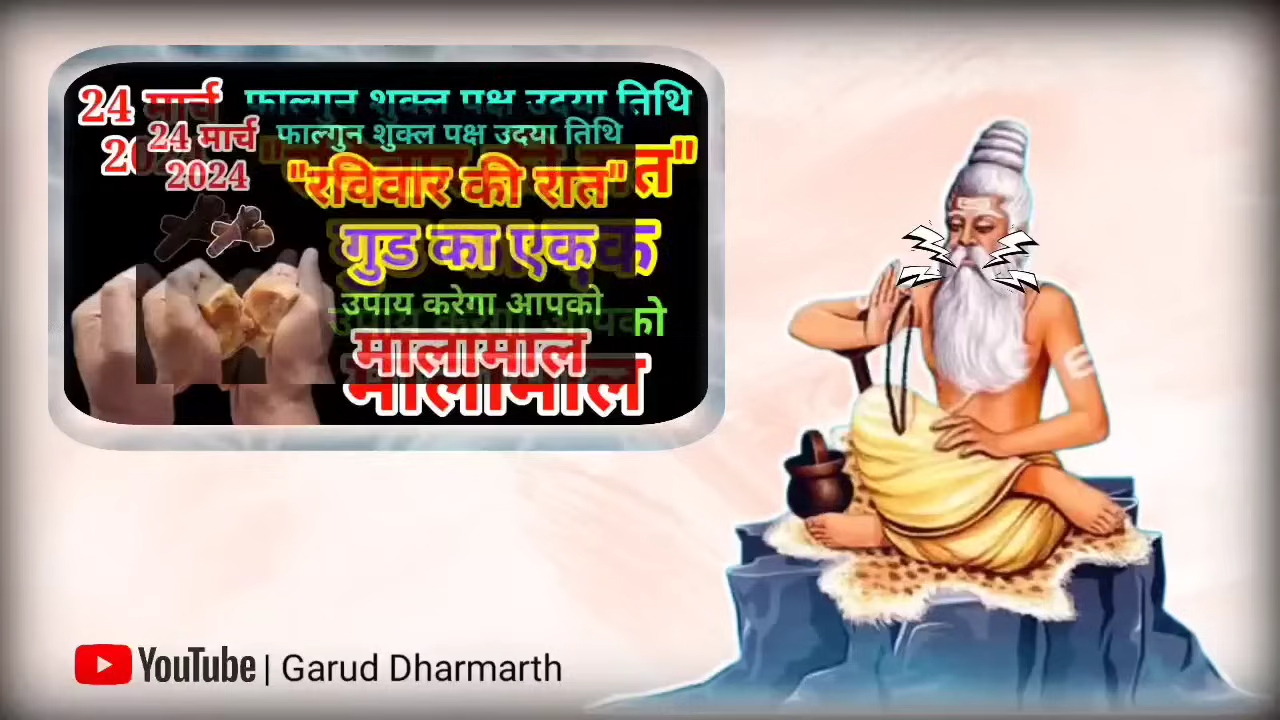 24 मार्च
2024
फाल्गुन शुक्ल पक्ष उदया तिथि
"रविवार की रात"
गुड का एक
उपाय करेगा आपको
मालामाल
YouTube | Garud Dharmarth